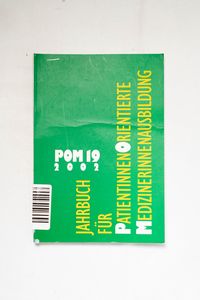 POM 19
2002
JAHRBUCH
FÜR
PATIENTINNENORIENTIERTE
MEDIZINERINNENAUSBILDUNG